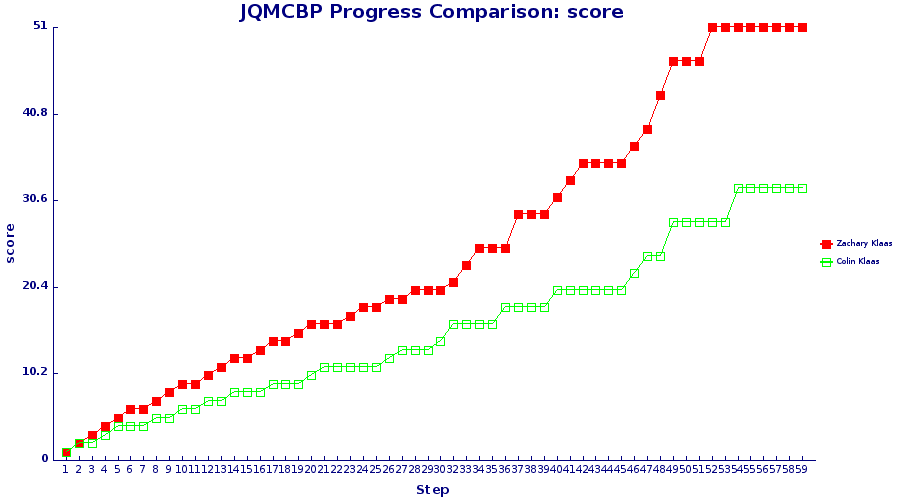 JQMCBP Progress Comparison: score
51
40.8
30.6
20.4
10.2
0
score
1 2 3 4 5 6 7 8 9 10 11 12 13 14 15 16 17 18 19 20 21 22 23 24 25 26 27 28 29 30 31 32 33 34 35 36 37 38 39 40 41 42 43 44 45 46 47 48 49 50 51 52 53 54 55 56 57 58 59
Step
Zachary Klaas
Colin Klaas